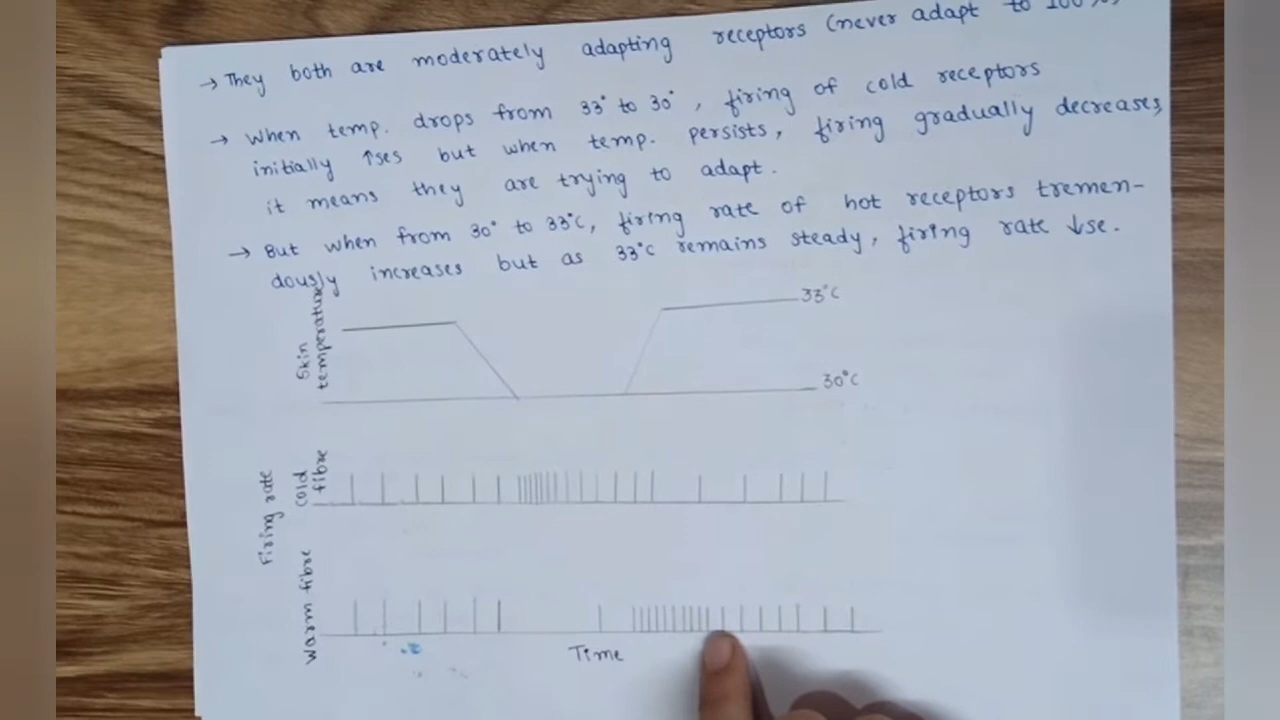 → They both are moderately adapting receptors (never adapt to 100%)
→ When temp. drops from 33° to 30°, firing of cold receptors
initially ↑ses but when temp. persists, firing gradually decreases,
it means they are trying to adapt.
→ But when from 30° to 33°C, firing rate of hot receptors tremen-
dously increases but as 33°C remains steady, firing rate ↓se.
Skin
temperature
33°C
30°C
Firing rate
Cold
fibre
Warm fibre
Time